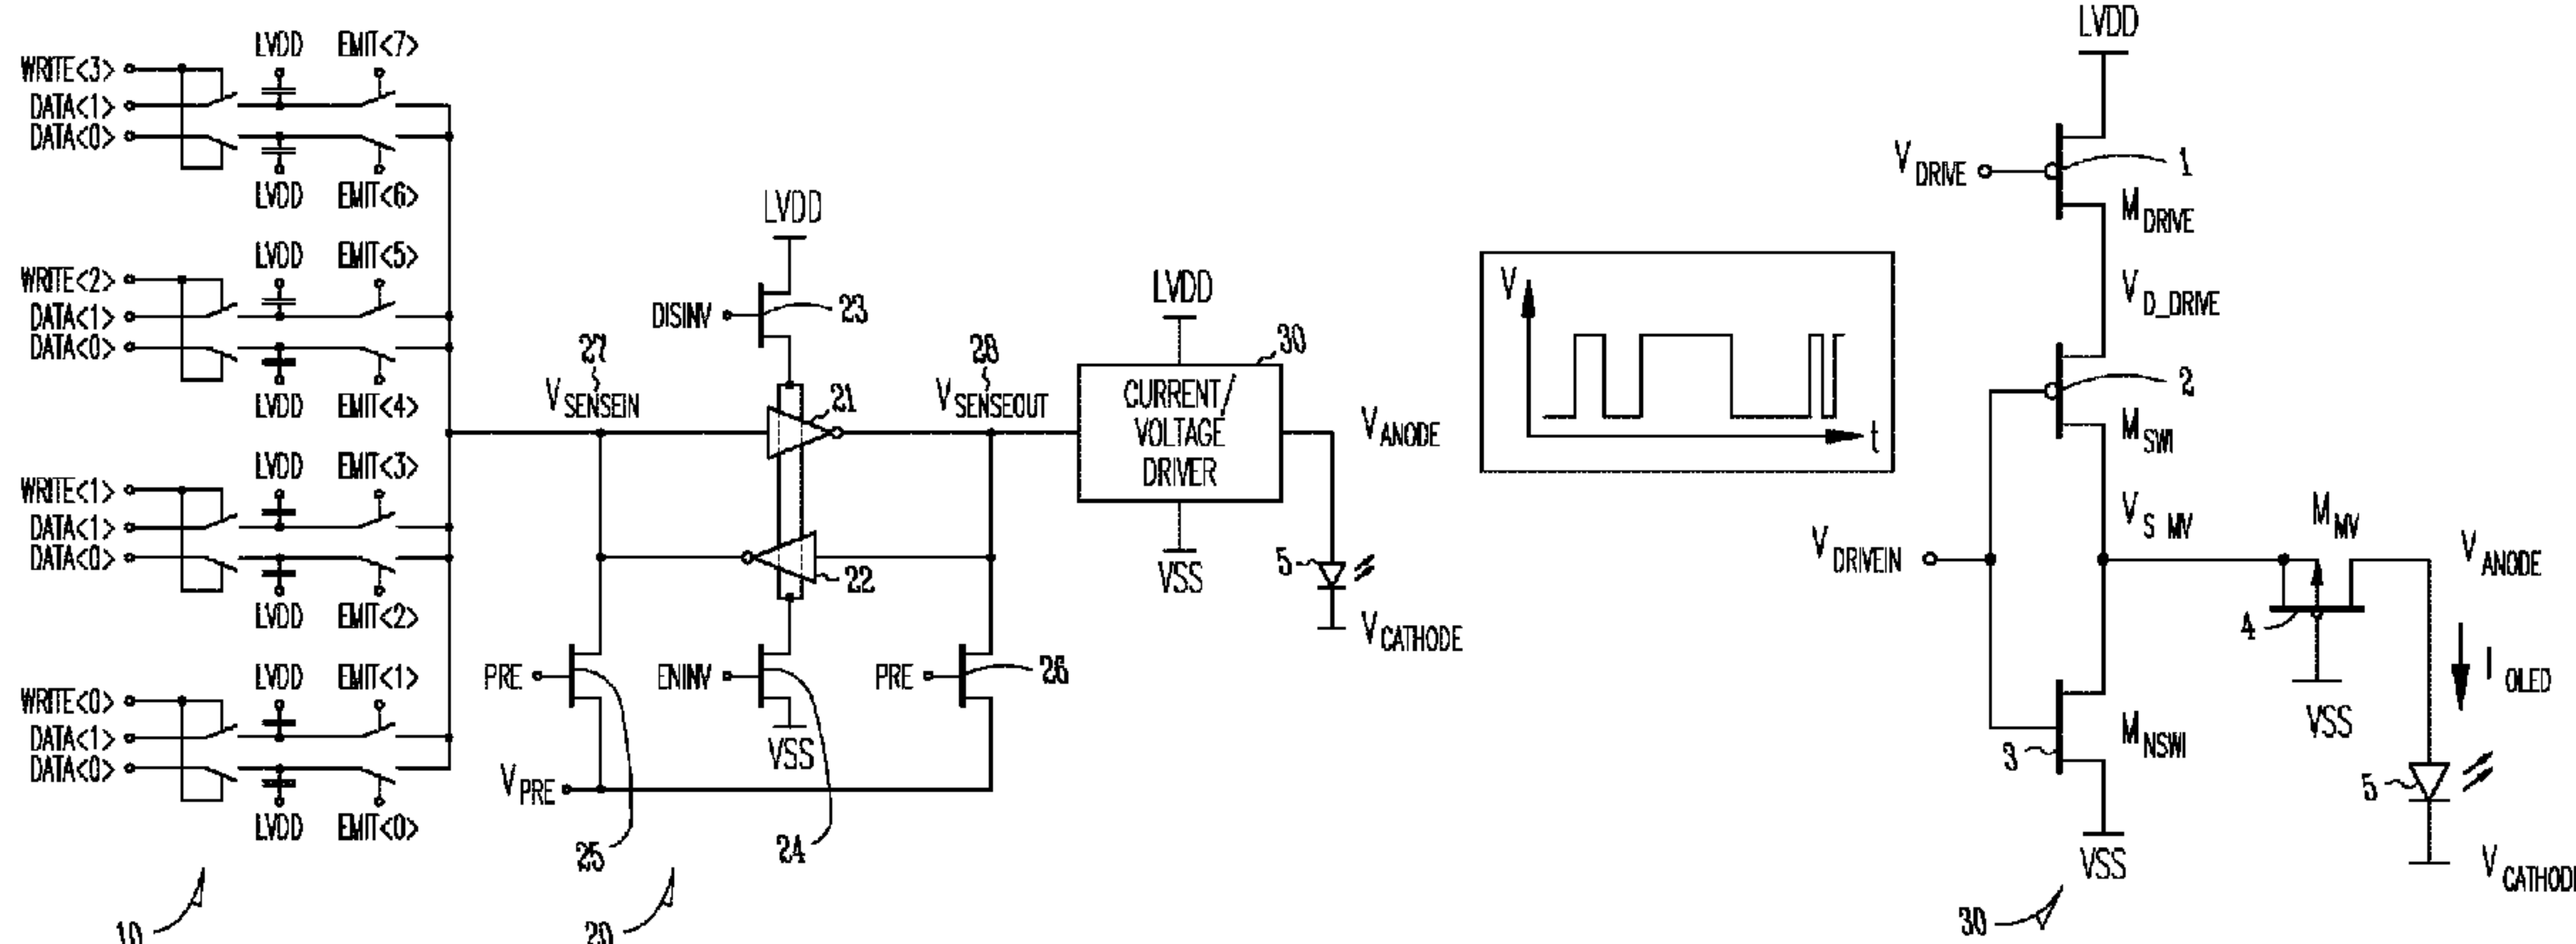 LVDD EMIT<7>
WRITE<3>
DATA<1>
DATA<0>
LVDD EMIT<6>
LVDD EMIT<5>
WRITE<2>
DATA<1>
DATA<0>
LVDD EMIT<4>
LVDD EMIT<3>
WRITE<1>
DATA<1>
DATA<0>
LVDD EMIT<2>
LVDD EMIT<1>
WRITE<0>
DATA<1>
DATA<0>
LVDD EMIT<0>
10
LVDD
DISINV
23
27
VSENSEIN
21
28
VSENSEOUT
22
PRE
ENINV
PRE
26
VSS
VPRE
25
24
20
LVDD
30
CURRENT/
VOLTAGE
DRIVER
VSS
VANODE
5
VCATHODE
V
t
LVDD
VDRIVE
1
MDRIVE
VD_DRIVE
2
MSWI
VS MV
MMV
VDRIVEIN
VANODE
4
VSS
IOLED
3
MNSWI
5
VSS
VCATHODE
30